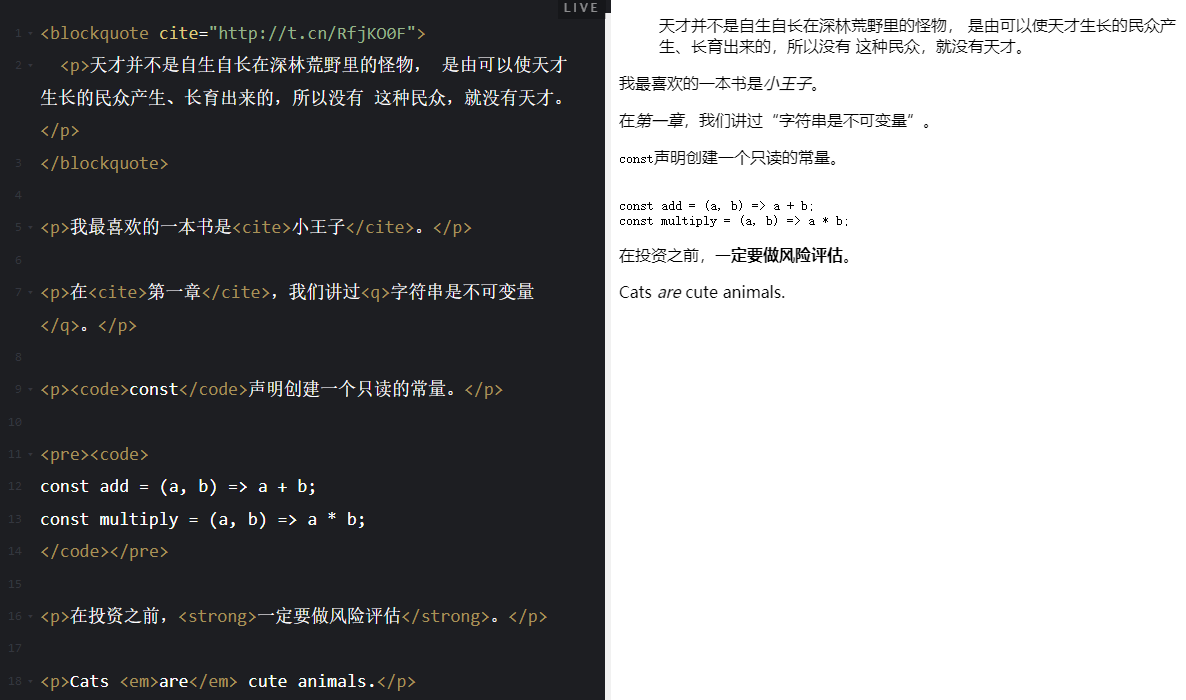 LIVE
1 <blockquote cite="http://t.cn/RfjKO0F">
2 <p>天才并不是自生自长在深林荒野里的怪物， 是由可以使天才
生长的民众产生、长育出来的，所以没有 这种民众，就没有天才。
</p>
3 </blockquote>
4
5 <p>我最喜欢的一本书是<cite>小王子</cite>。</p>
6
7 <p>在<cite>第一章</cite>，我们讲过<q>字符串是不可变量
</q>。</p>
8
9 <p><code>const</code>声明创建一个只读的常量。</p>
10
11 <pre><code>
12 const add = (a, b) => a + b;
13 const multiply = (a, b) => a * b;
14 </code></pre>
15
16 <p>在投资之前，<strong>一定要做风险评估</strong>。</p>
17
18 <p>Cats <em>are</em> cute animals.</p>
天才并不是自生自长在深林荒野里的怪物， 是由可以使天才生长的民众产
生、长育出来的，所以没有 这种民众，就没有天才。
我最喜欢的一本书是小王子。
在第一章，我们讲过“字符串是不可变量”。
const声明创建一个只读的常量。
const add = (a, b) => a + b;
const multiply = (a, b) => a * b;
在投资之前，一定要做风险评估。
Cats are cute animals.